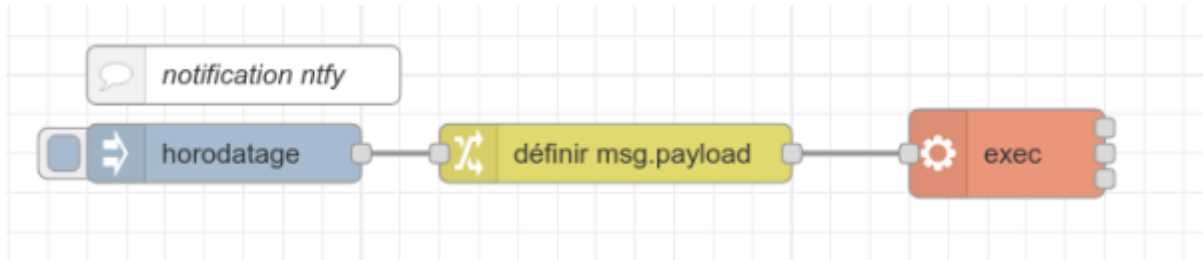 notification ntfy
horodatage
définir msg.payload
exec